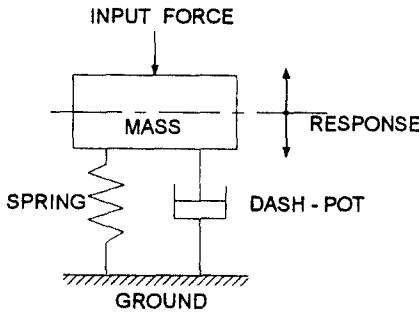 INPUT FORCE
MASS
RESPONSE
SPRING
DASH - POT
GROUND